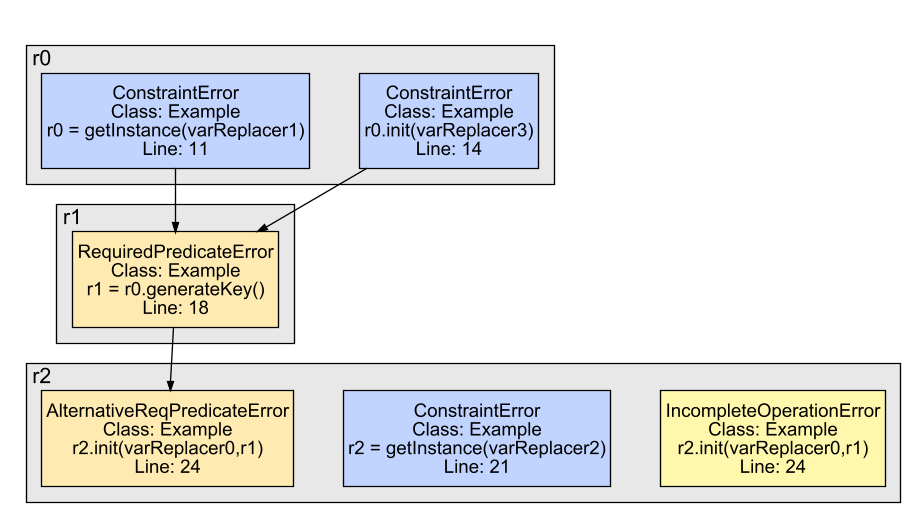 r0
ConstraintError
Class: Example
r0 = getInstance(varReplacer1)
Line: 11
ConstraintError
Class: Example
r0.init(varReplacer3)
Line: 14
r1
RequiredPredicateError
Class: Example
r1 = r0.generateKey()
Line: 18
r2
AlternativeReqPredicateError
Class: Example
r2.init(varReplacer0,r1)
Line: 24
ConstraintError
Class: Example
r2 = getInstance(varReplacer2)
Line: 21
IncompleteOperationError
Class: Example
r2.init(varReplacer0,r1)
Line: 24